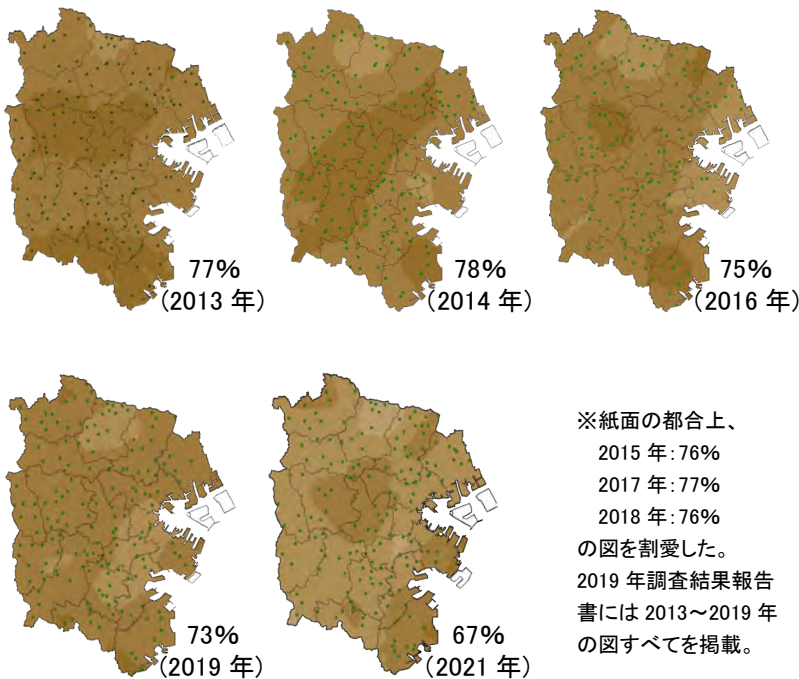 77%
(2013 年)
78%
(2014 年)
75%
(2016 年)
73%
(2019 年)
67%
(2021 年)
※紙面の都合上、
2015 年：76%
2017 年：77%
2018 年：76%
の図を割愛した。
2019 年調査結果報告
書には 2013～2019 年
の図すべてを掲載。